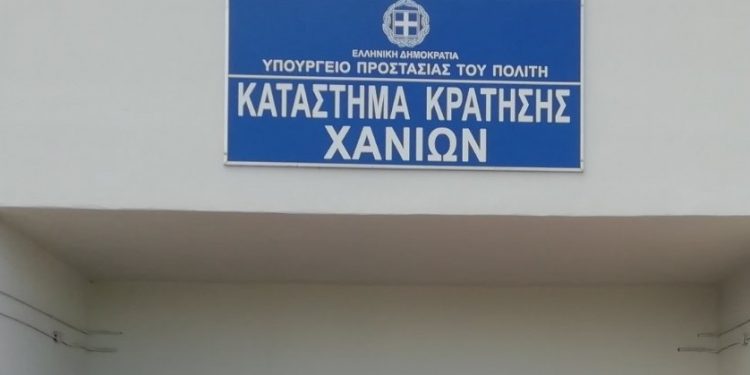 ΕΛΛΗΝΙΚΗ ΔΗΜΟΚΡΑΤΙΑ
ΥΠΟΥΡΓΕΙΟ ΠΡΟΣΤΑΣΙΑΣ ΤΟΥ ΠΟΛΙΤΗ
ΚΑΤΑΣΤΗΜΑ ΚΡΑΤΗΣΗΣ
ΧΑΝΙΩΝ